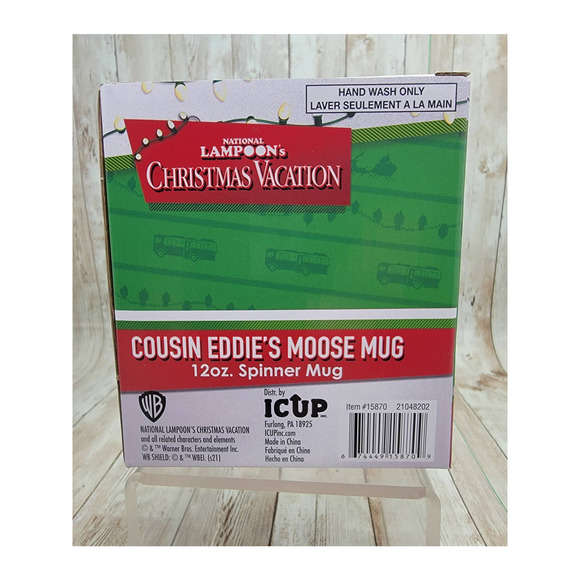 HAND WASH ONLY
LAVER SEULEMENT A LA MAIN
NATIONAL
LAMPOON's
CHRISTMAS VACATION
COUSIN EDDIE'S MOOSE MUG
12oz. Spinner Mug
WB
NATIONAL LAMPOON'S CHRISTMAS VACATION
and all related characters and elements
© & ™ Warner Bros. Entertainment Inc.
WB SHIELD: © & ™ WBEI. (s21)
Distr. by
ICUP
Furlong, PA 18925
ICUPinc.com
Made in China
Fabriqué en Chine
Hecho en China
Item #15870 21048202
6 74449 15870 9